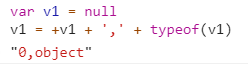 var v1 = null
v1 = +v1 + ',' + typeof(v1)
"0,object"